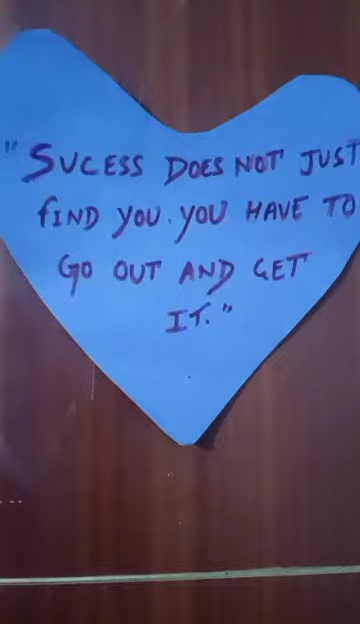 "SUCESS DOES NOT JUST
FIND YOU. YOU HAVE TO
GO OUT AND GET
IT."